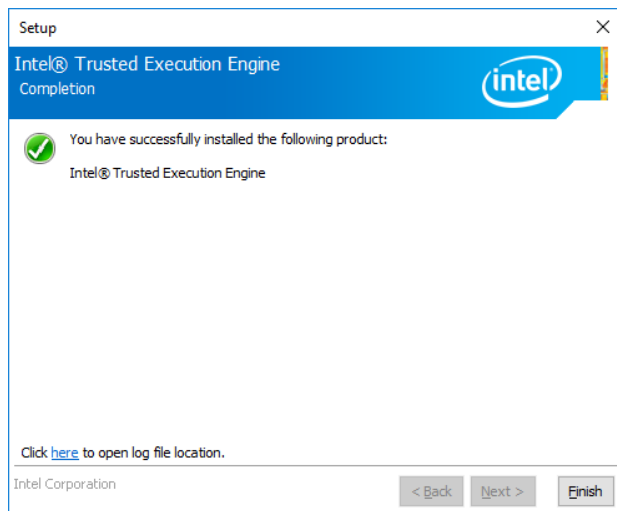 Setup
Intel® Trusted Execution Engine
Completion
intel
You have successfully installed the following product:
Intel® Trusted Execution Engine
Click here to open log file location.
Intel Corporation
< Back Next > Finish